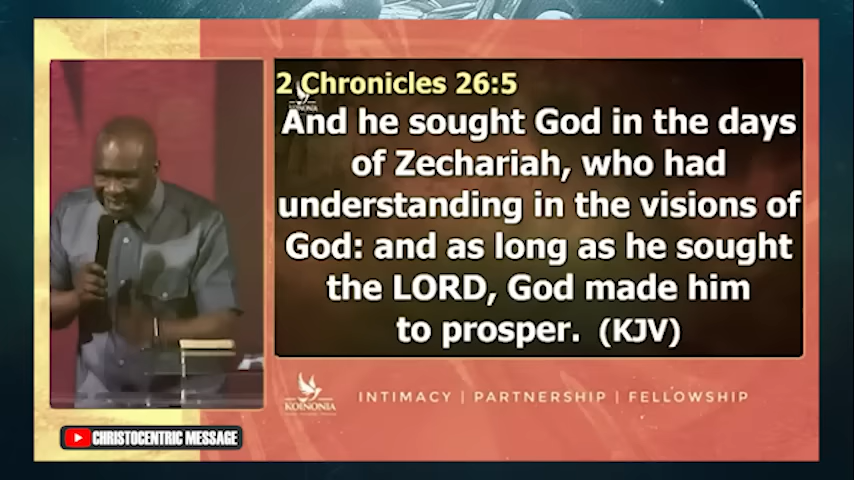 2 Chronicles 26:5
And he sought God in the days
of Zechariah, who had
understanding in the visions of
God: and as long as he sought
the LORD, God made him
to prosper. (KJV)
KOINONIA
INTIMACY | PARTNERSHIP | FELLOWSHIP
CHRISTOCENTRIC MESSAGE